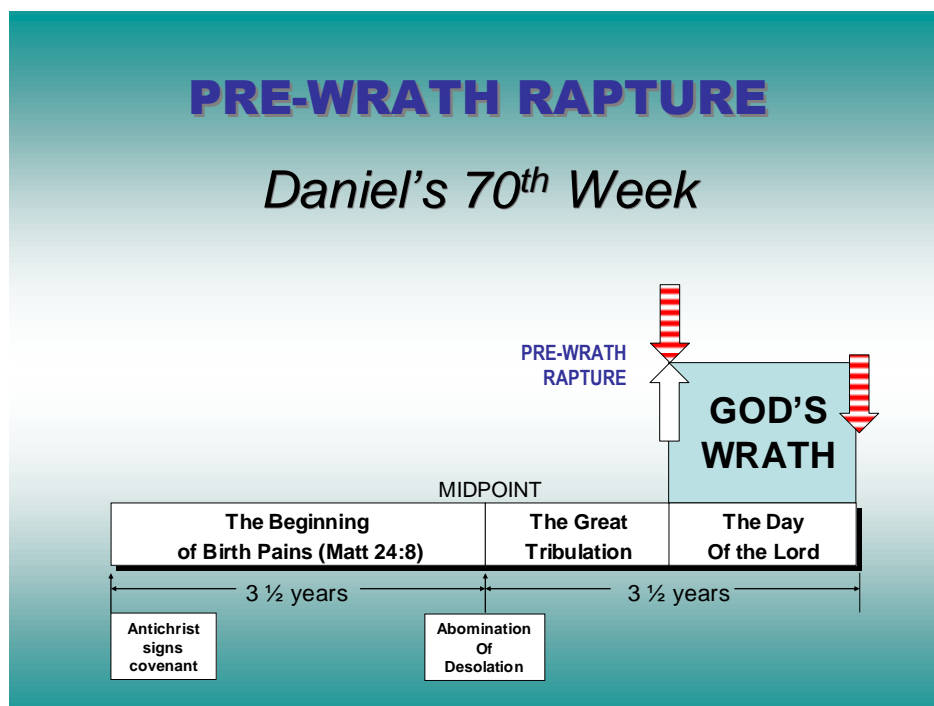 PRE-WRATH RAPTURE
Daniel's 70th Week
PRE-WRATH
RAPTURE
GOD'S
WRATH
MIDPOINT
The Beginning
of Birth Pains (Matt 24:8)
The Great
Tribulation
The Day
Of the Lord
3 ½ years
3 ½ years
Antichrist
signs
covenant
Abomination
Of
Desolation